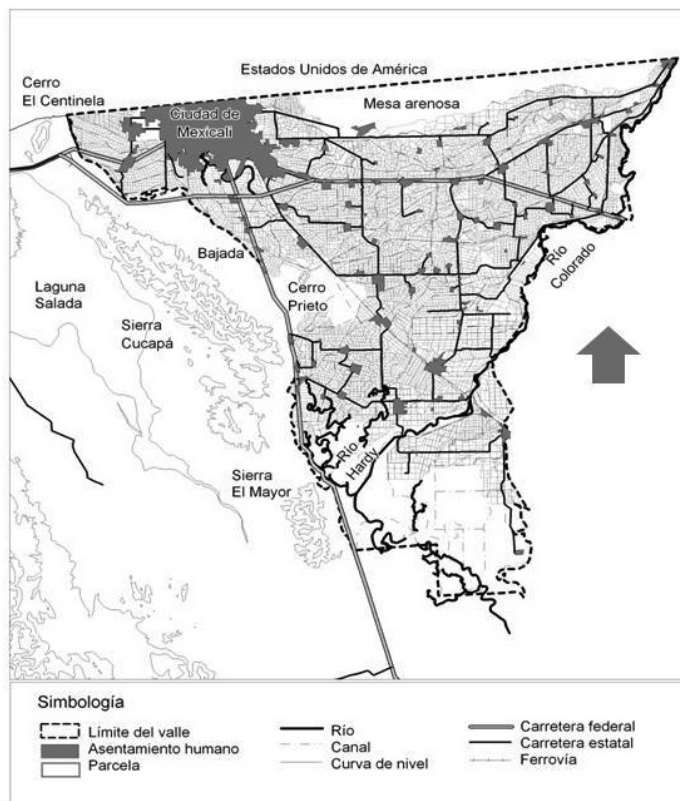 Estados Unidos de América
Cerro
El Centinela
Mesa arenosa
Ciudad de
Mexicali
Río
Colorado
Bajada
Cerro
Prieto
Laguna
Salada
Sierra
Cucapá
Río
Hardy
Sierra
El Mayor
Simbología
Límite del valle
Asentamiento humano
Parcela
Río
Canal
Curva de nivel
Carretera federal
Carretera estatal
Ferrovía